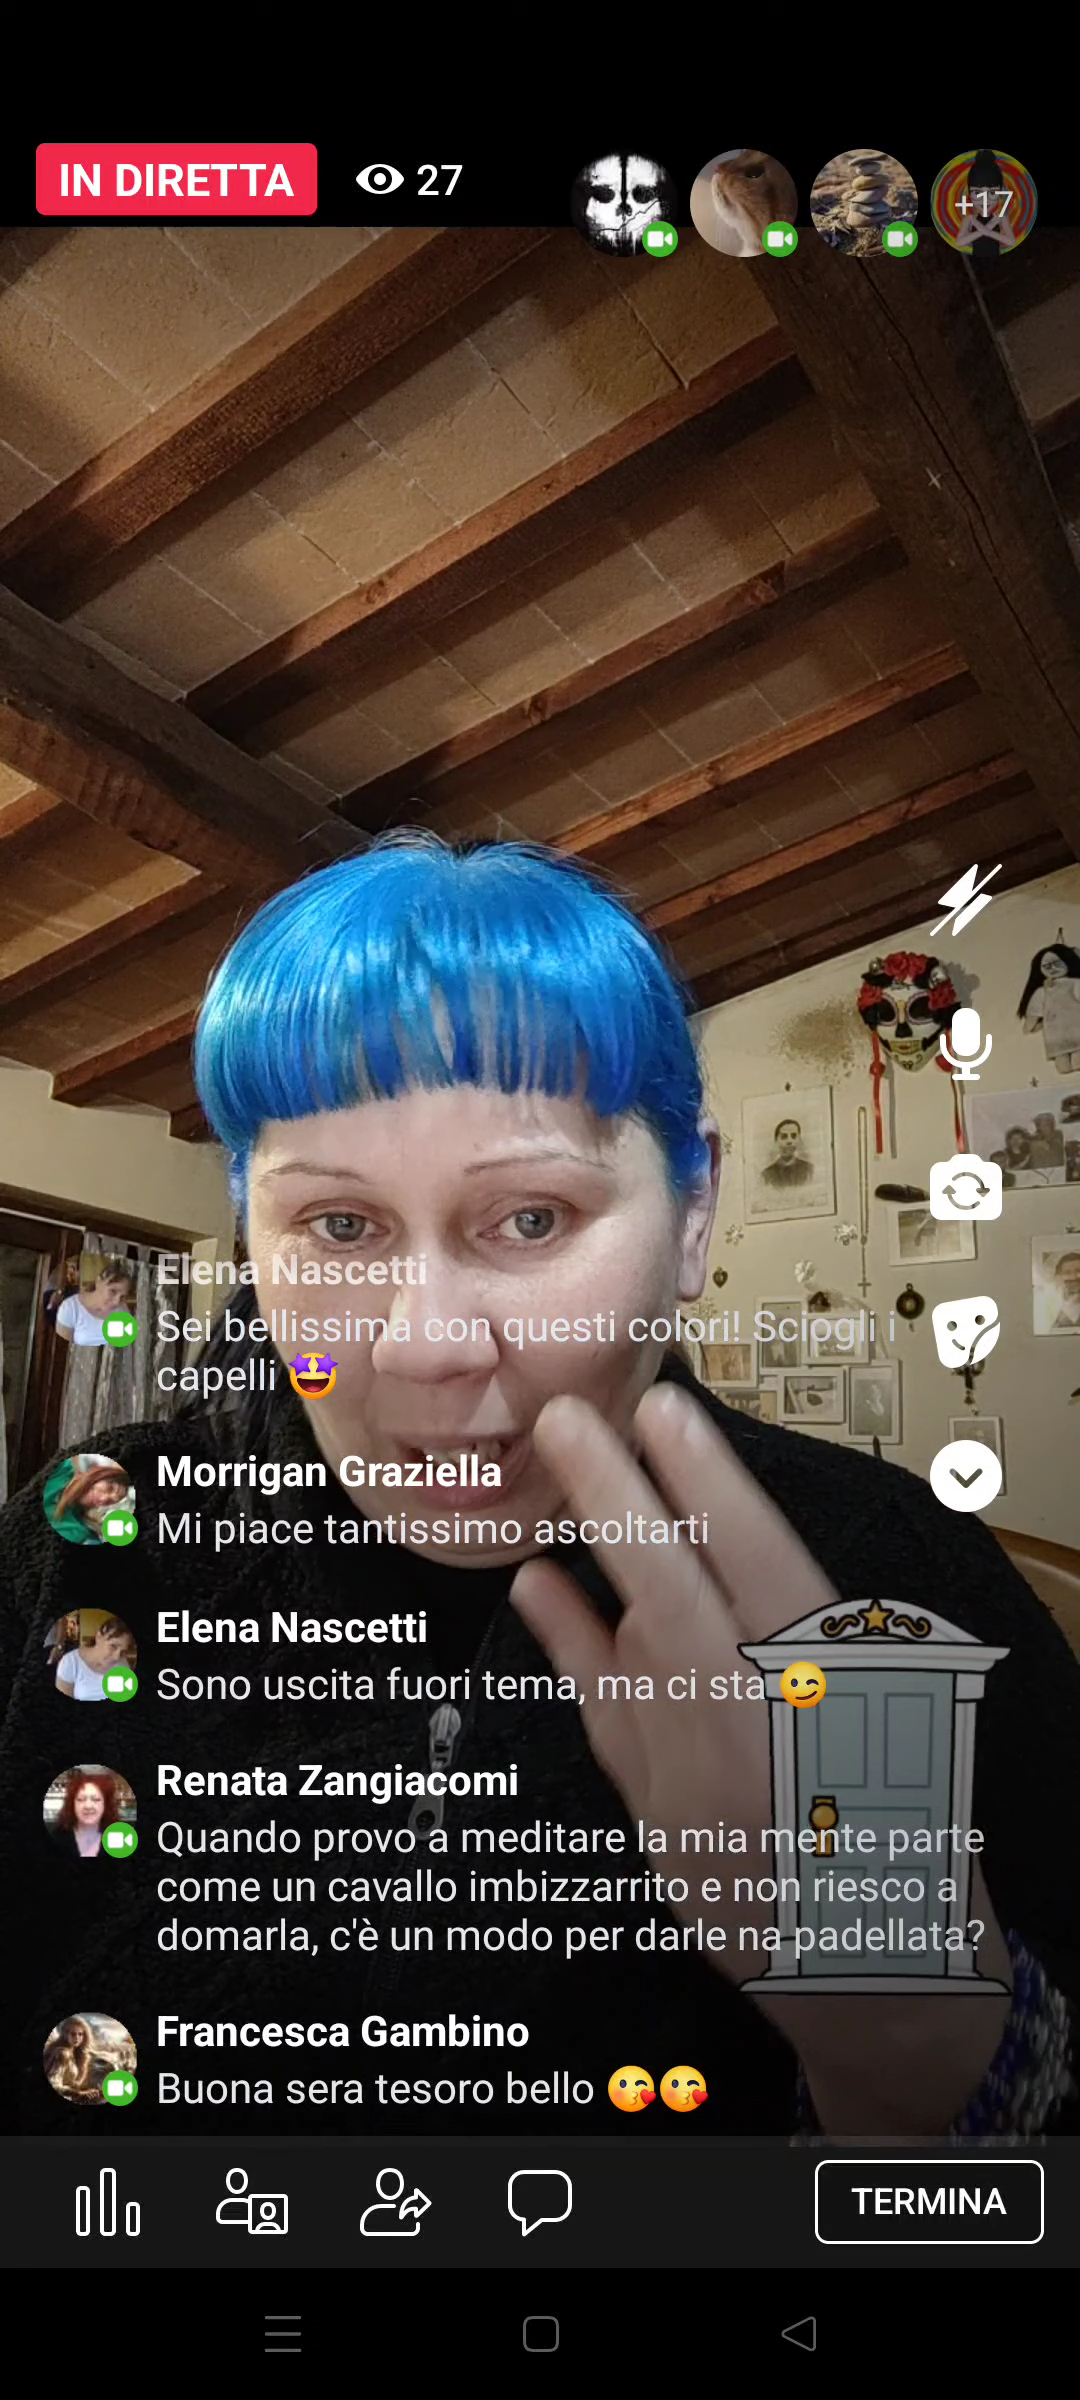 IN DIRETTA
27
+17
Elena Nascetti
Sei bellissima con questi colori! Sciogli i
capelli 🤩
Morrigan Graziella
Mi piace tantissimo ascoltarti
Elena Nascetti
Sono uscita fuori tema, ma ci sta 😉
Renata Zangiacomi
Quando provo a meditare la mia mente parte
come un cavallo imbizzarrito e non riesco a
domarla, c'è un modo per darle na padellata?
Francesca Gambino
Buona sera tesoro bello 😘😘
TERMINA